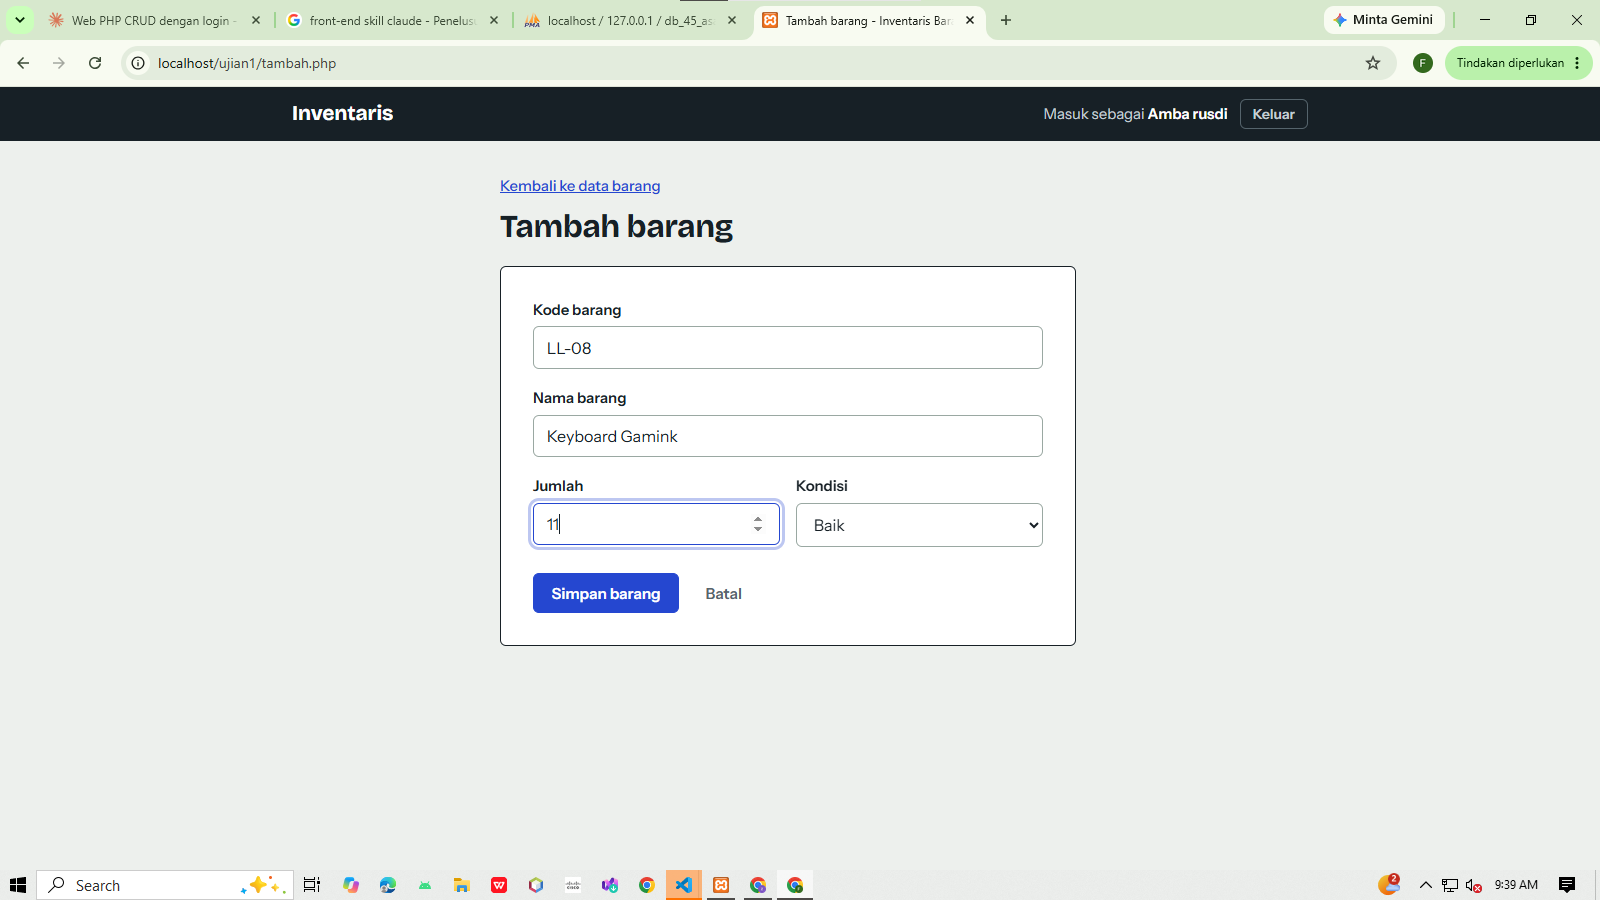 Web PHP CRUD dengan login -
front-end skill claude - Penelusu
localhost / 127.0.0.1 / db_45_as
Tambah barang - Inventaris Bara
Minta Gemini
localhost/ujian1/tambah.php
F
Tindakan diperlukan
Inventaris
Masuk sebagai Amba rusdi
Keluar
Kembali ke data barang
Tambah barang
Kode barang
LL-08
Nama barang
Keyboard Gamink
Jumlah
Kondisi
11
Baik
Simpan barang
Batal
Search
2
9:39 AM